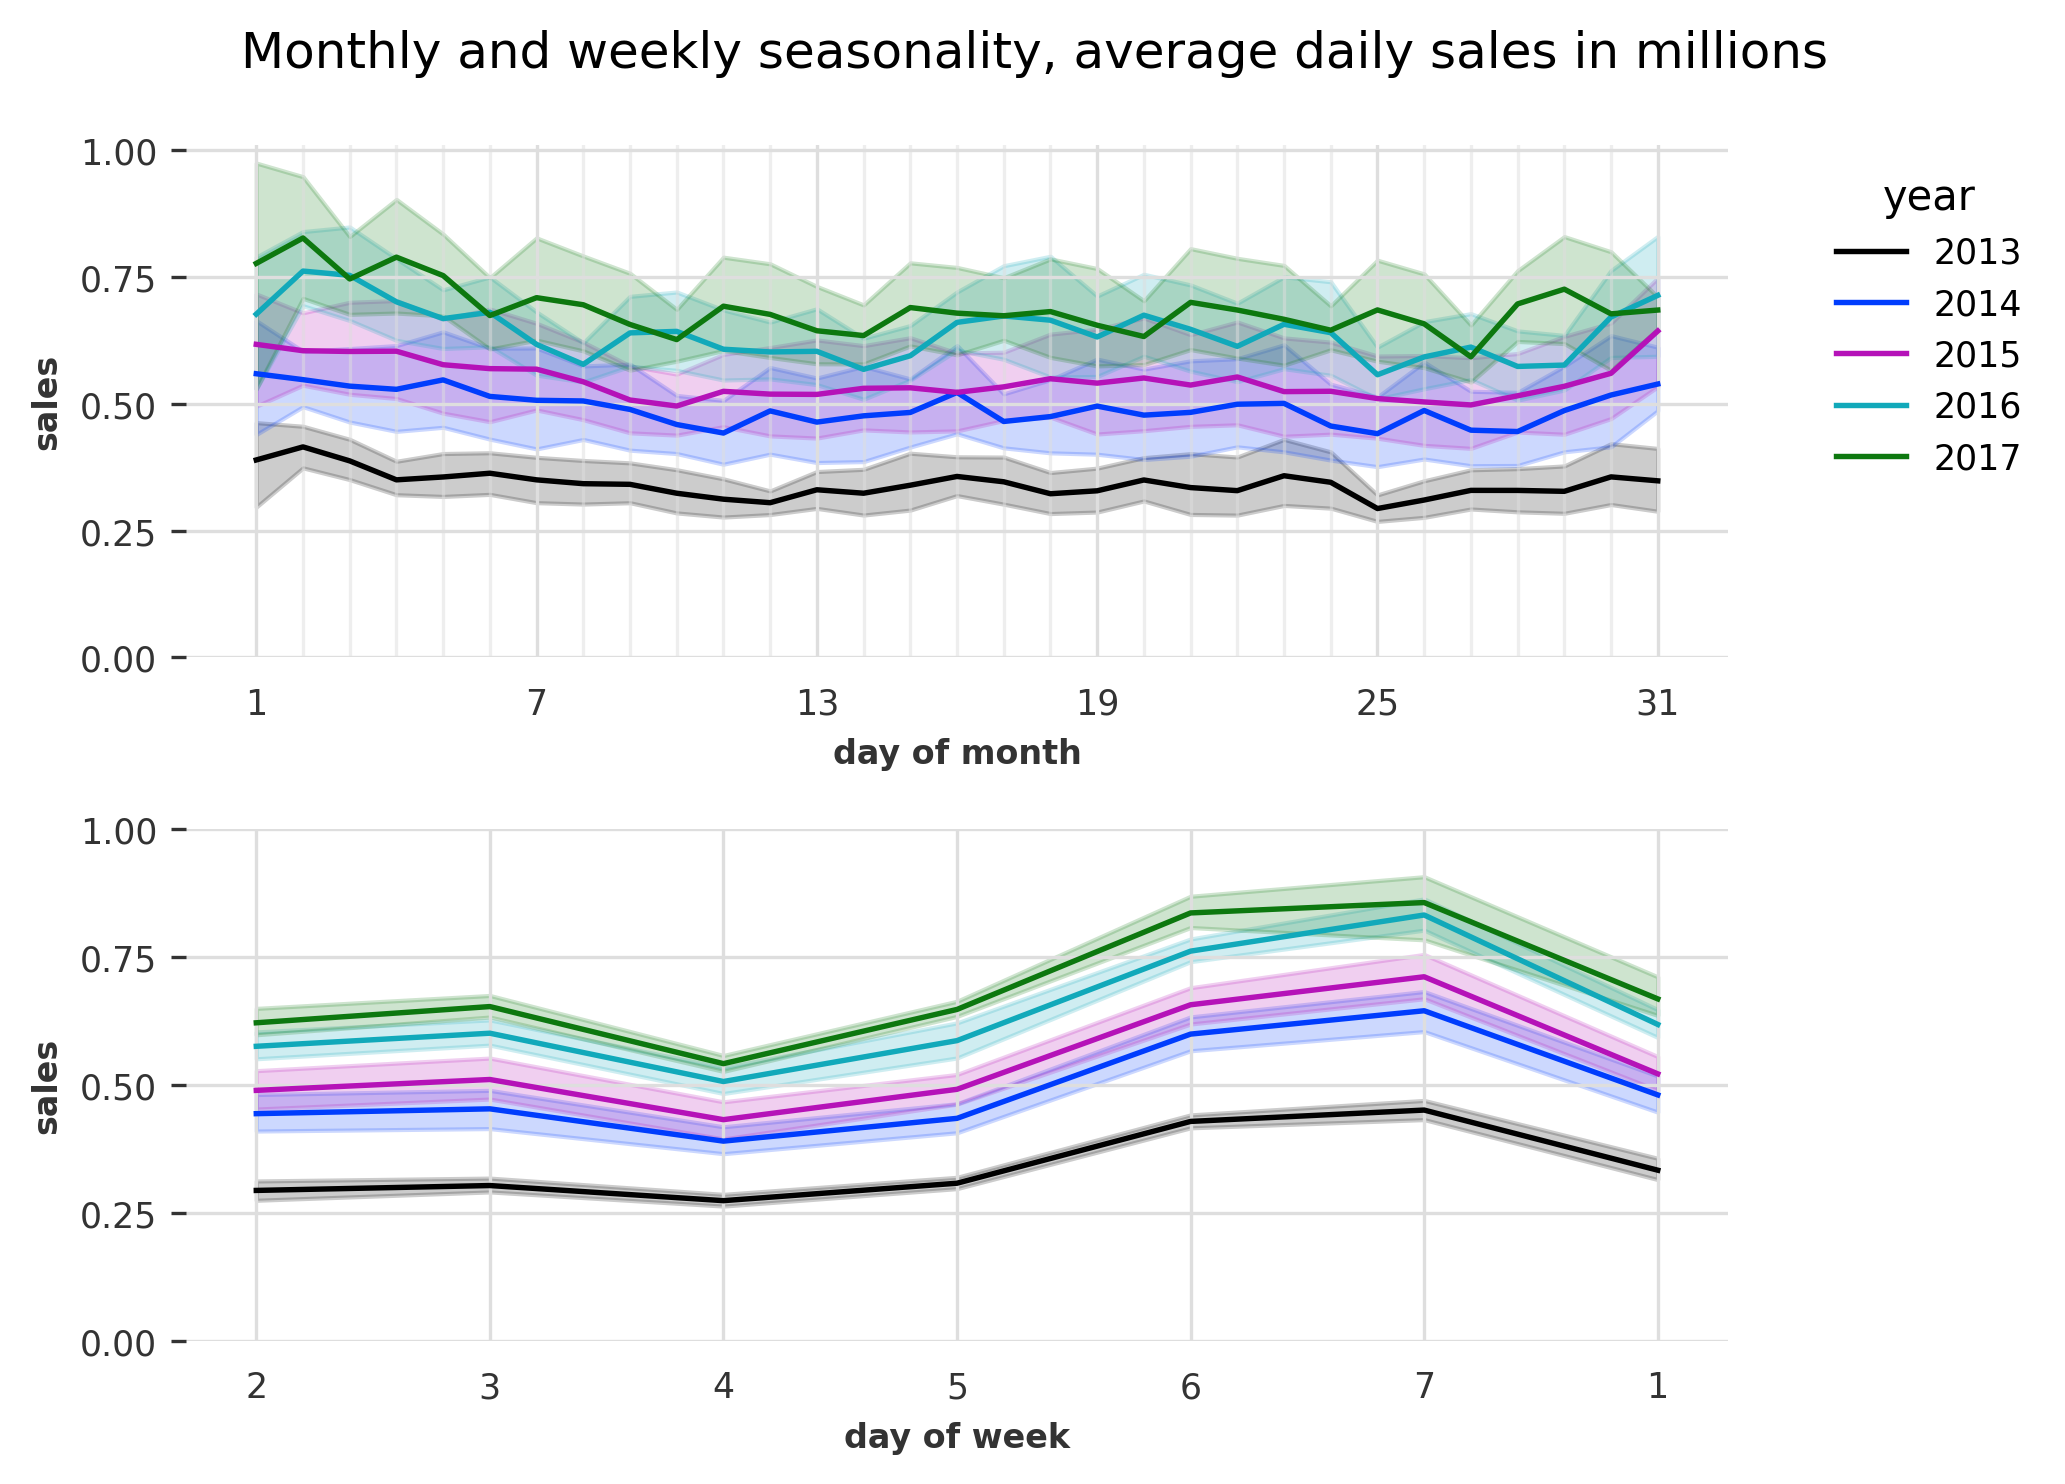 Monthly and weekly seasonality, average daily sales in millions
1.00
0.75
0.50
0.25
0.00
sales
1 7 13 19 25 31
day of month
year
2013
2014
2015
2016
2017
1.00
0.75
0.50
0.25
0.00
sales
2 3 4 5 6 7 1
day of week